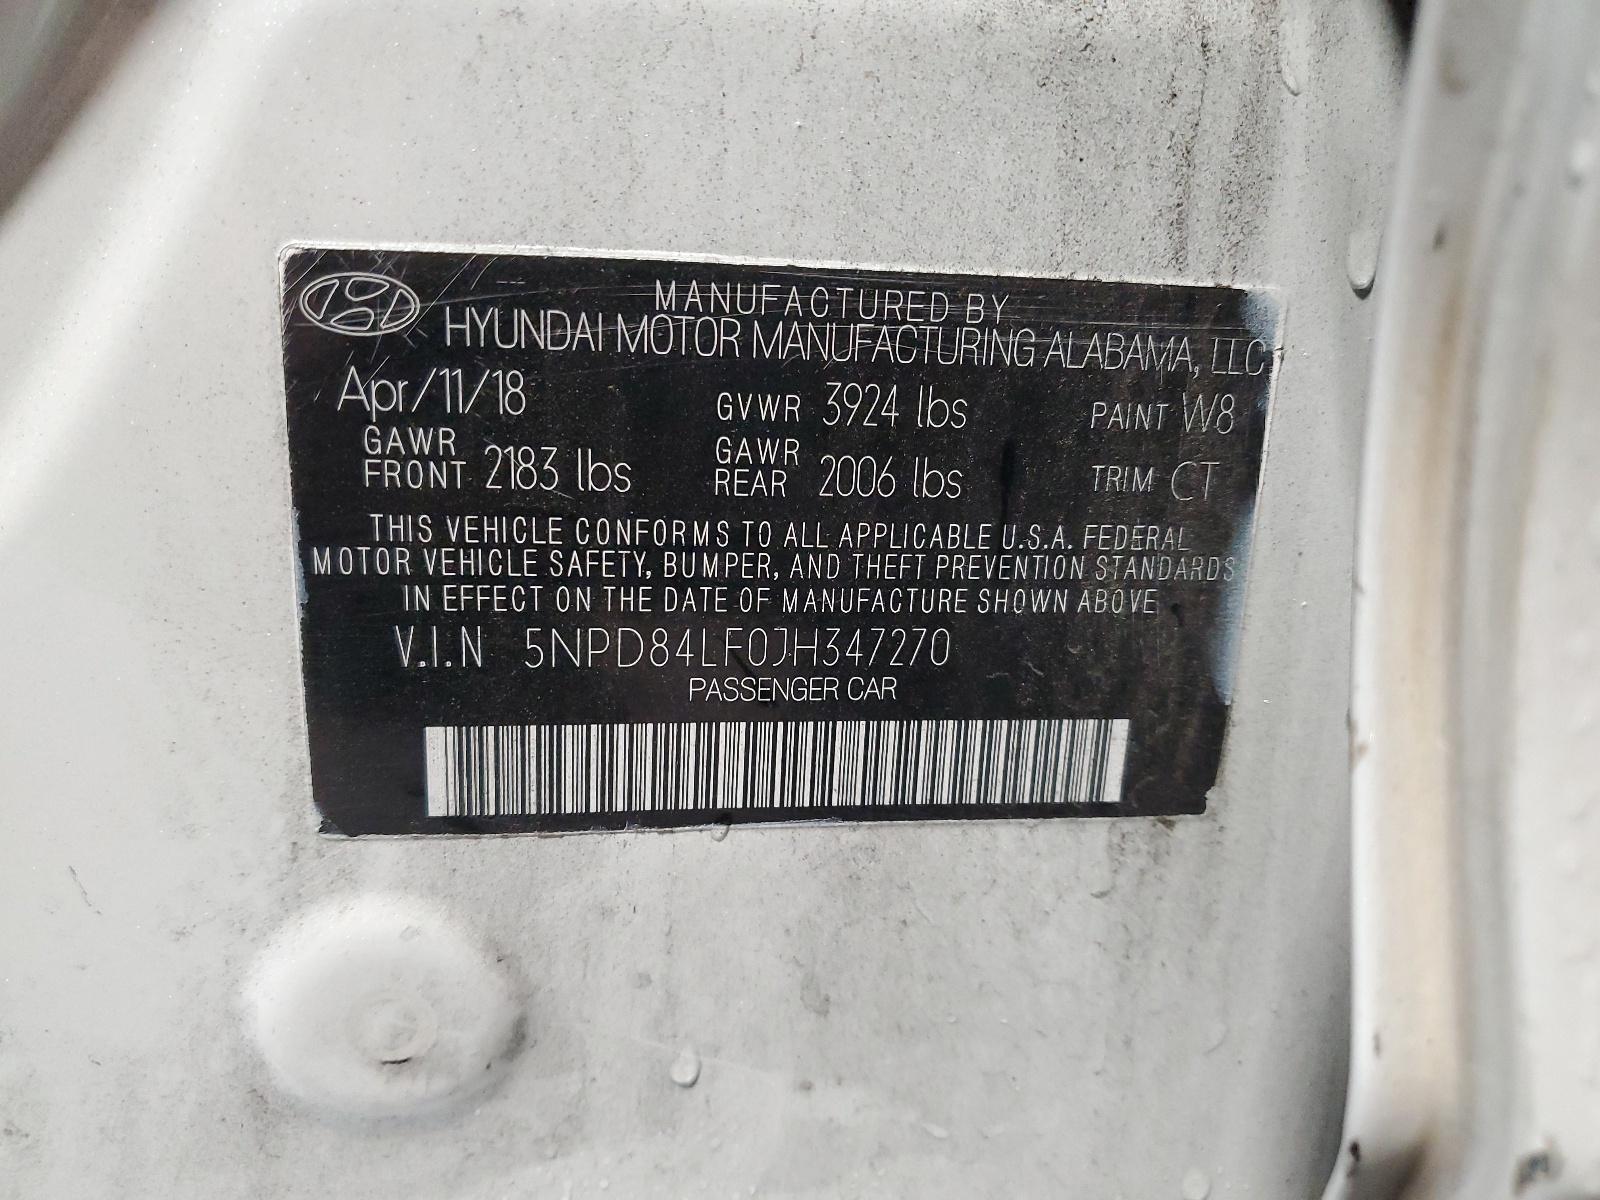 MANUFACTURED BY
HYUNDAI MOTOR MANUFACTURING ALABAMA, LLC
Apr/11/18 GVWR 3924 lbs PAINT W8
GAWR FRONT 2183 lbs GAWR REAR 2006 lbs TRIM CT
THIS VEHICLE CONFORMS TO ALL APPLICABLE U.S.A. FEDERAL
MOTOR VEHICLE SAFETY, BUMPER, AND THEFT PREVENTION STANDARDS
IN EFFECT ON THE DATE OF MANUFACTURE SHOWN ABOVE
V.I.N 5NPD84LF0JH347270
PASSENGER CAR